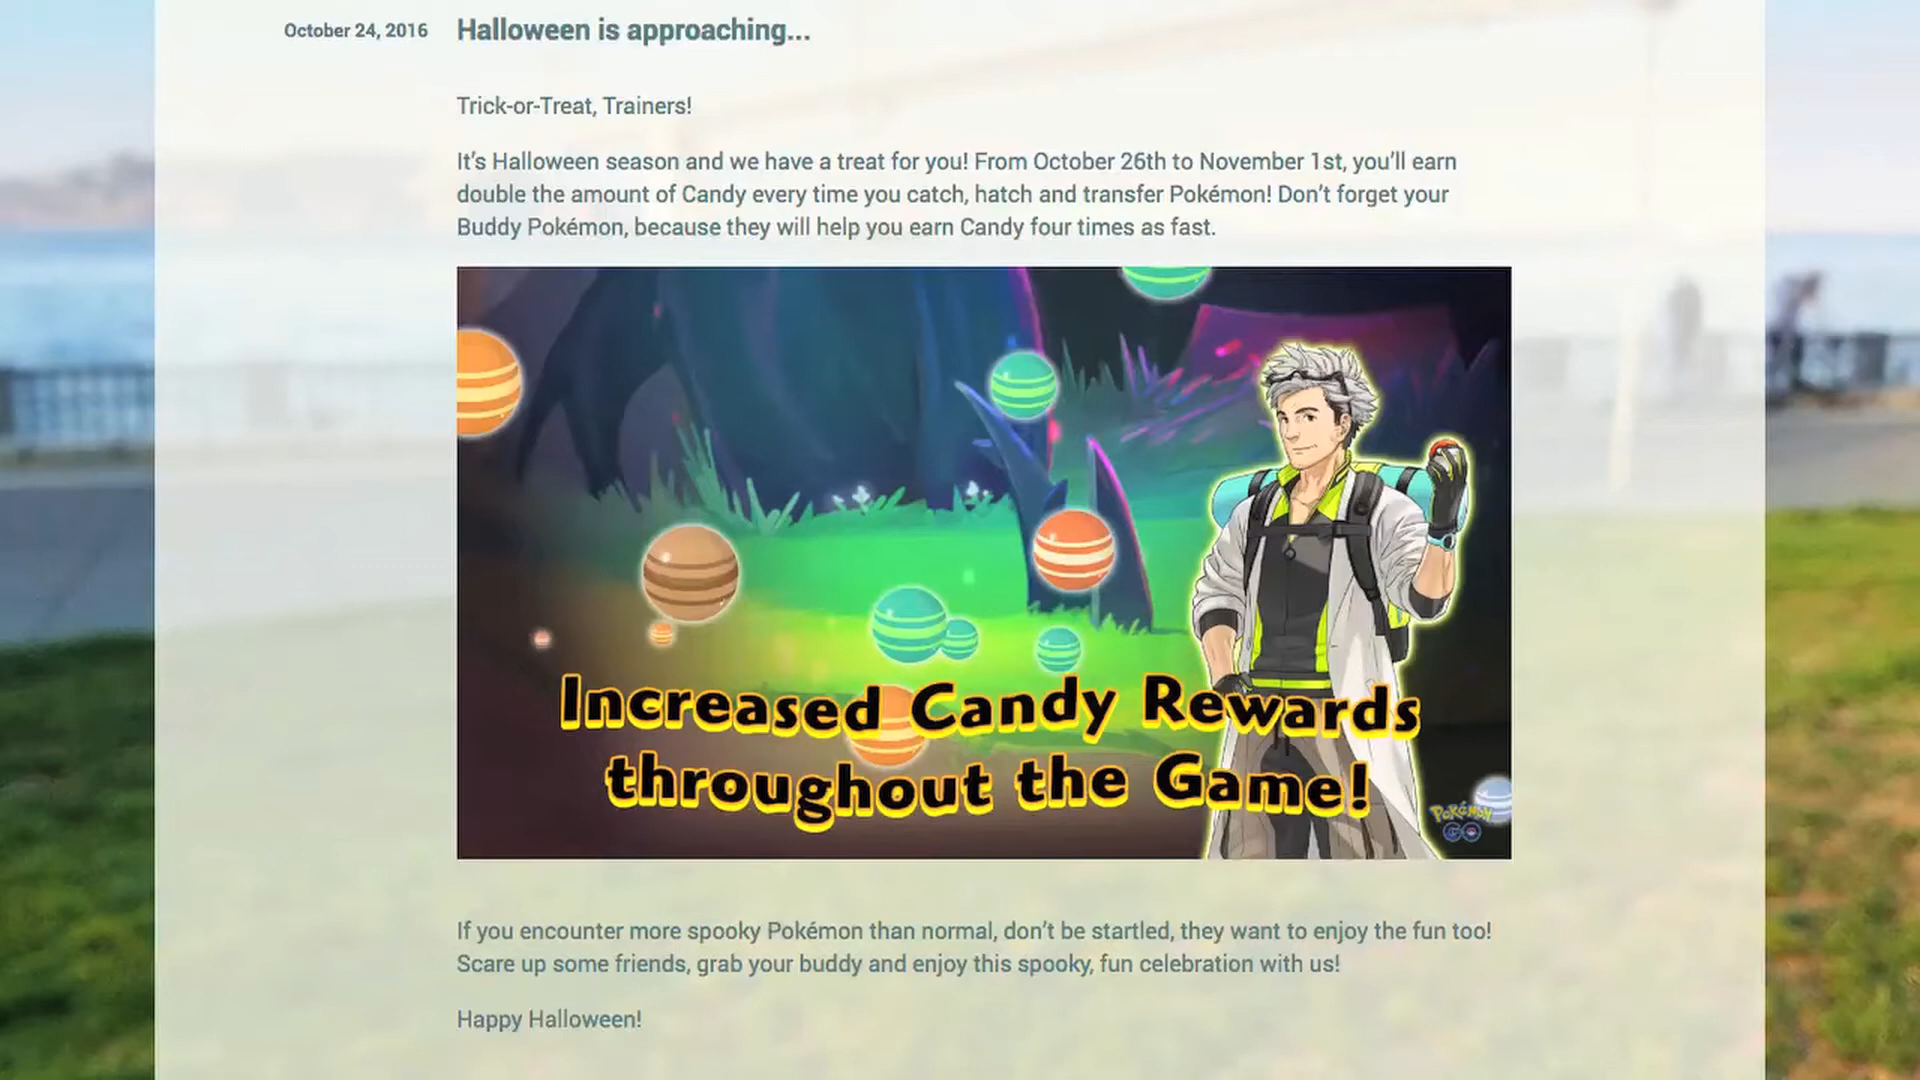 October 24, 2016
Halloween is approaching...
Trick-or-Treat, Trainers!
It's Halloween season and we have a treat for you! From October 26th to November 1st, you'll earn
double the amount of Candy every time you catch, hatch and transfer Pokémon! Don't forget your
Buddy Pokémon, because they will help you earn Candy four times as fast.
Increased Candy Rewards
throughout the Game!
POKéMON
GO
If you encounter more spooky Pokémon than normal, don't be startled, they want to enjoy the fun too!
Scare up some friends, grab your buddy and enjoy this spooky, fun celebration with us!
Happy Halloween!